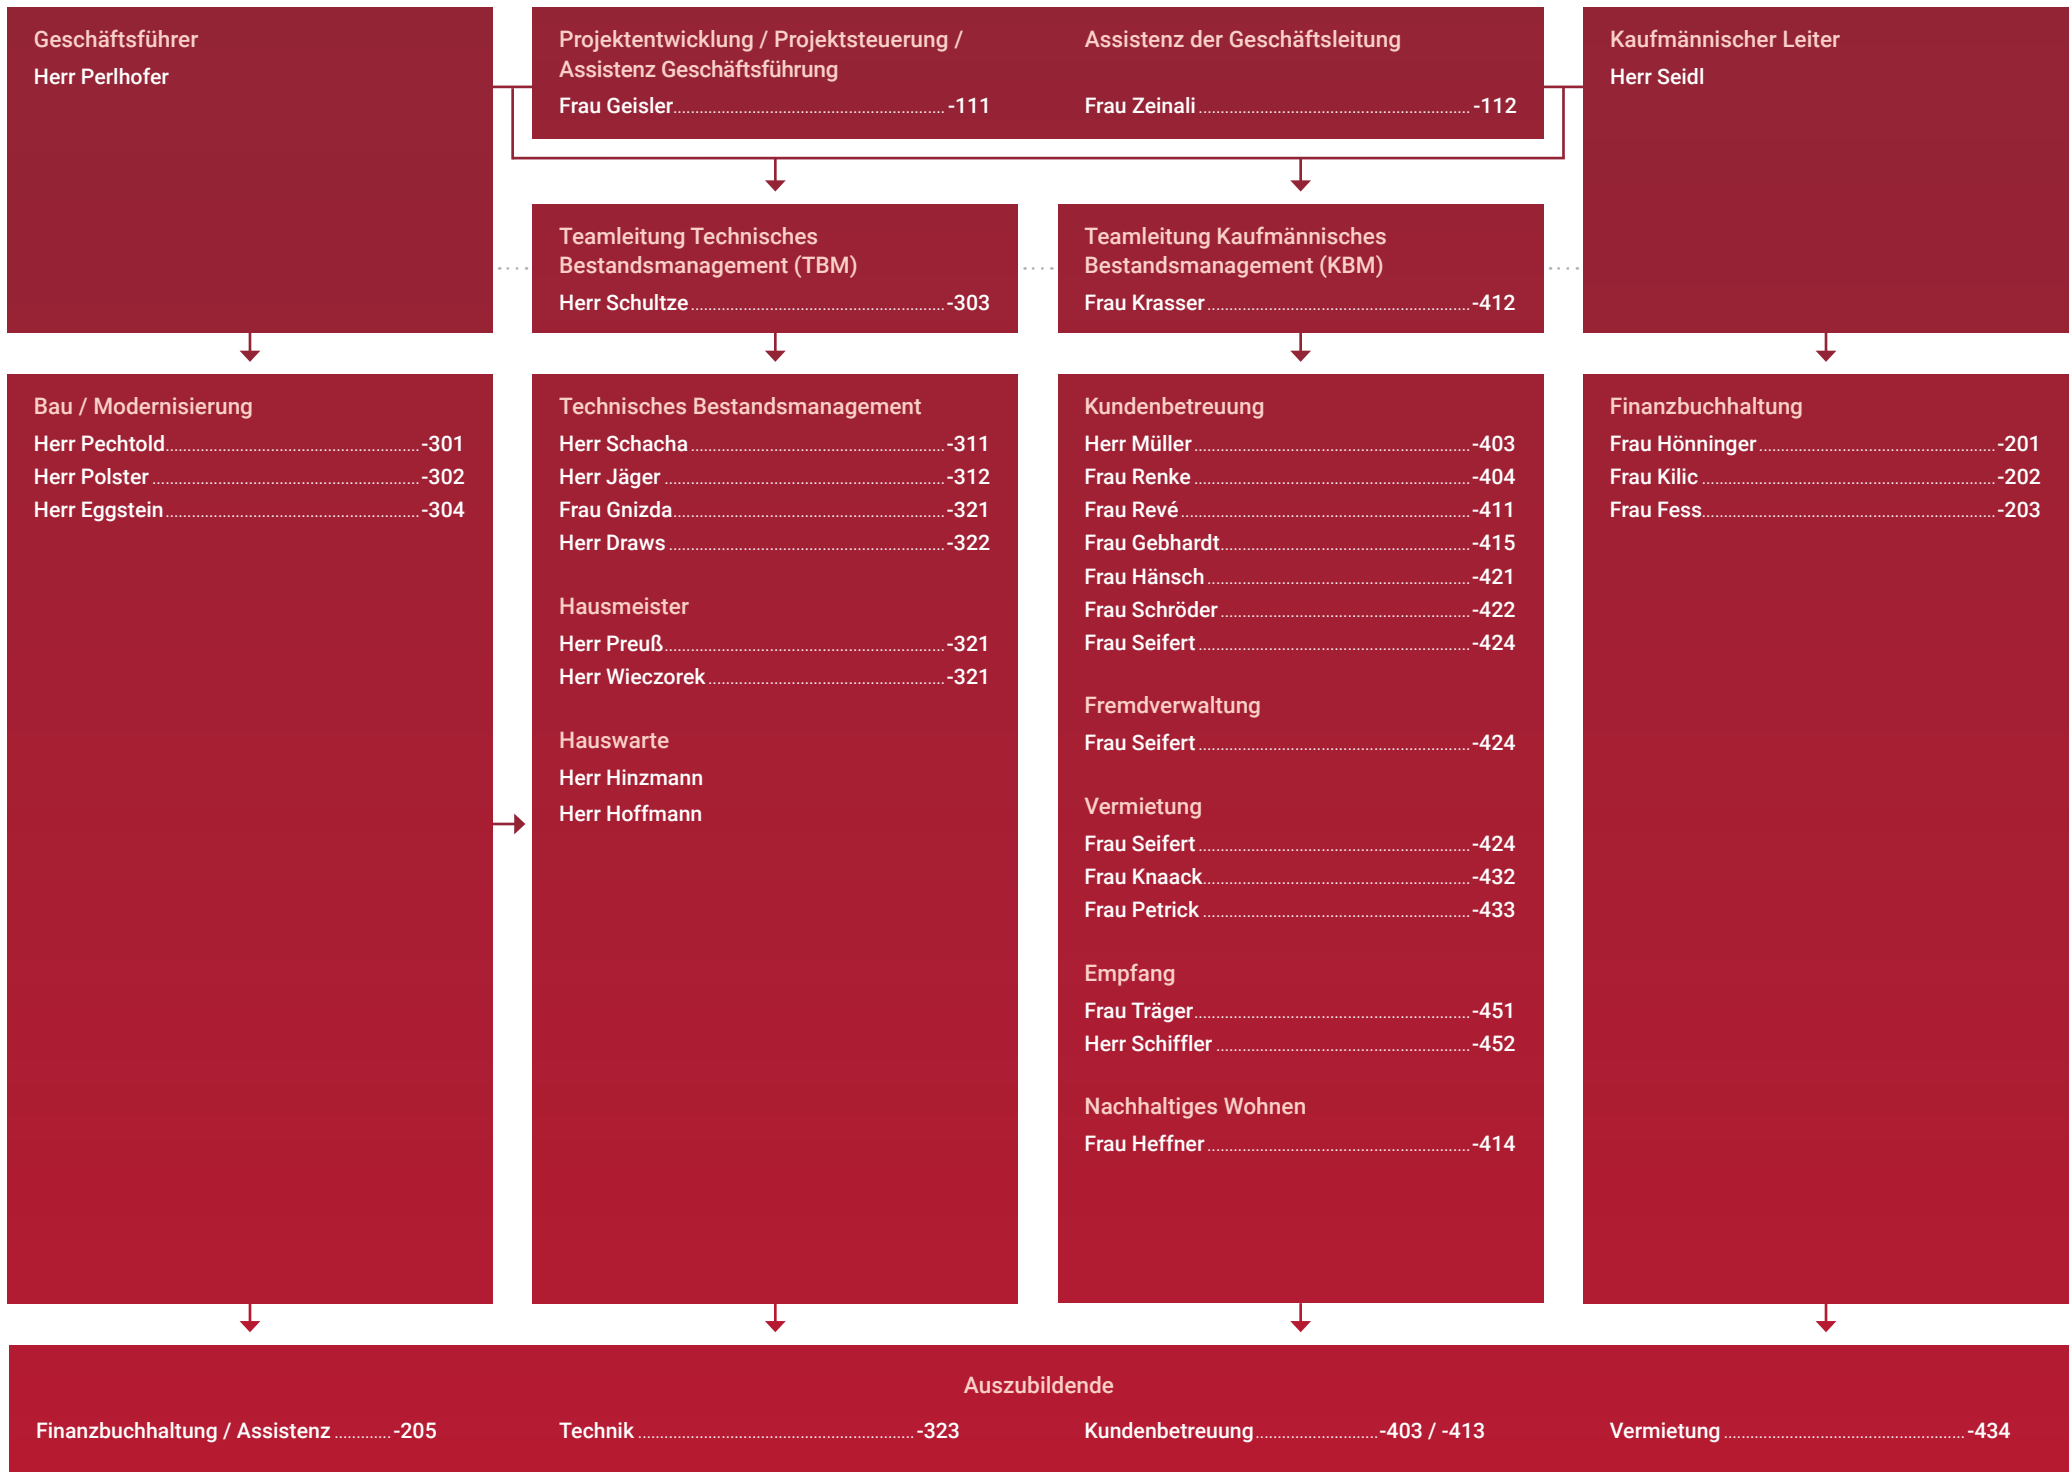 Geschäftsführer
Herr Perlhofer
Projektentwicklung / Projektsteuerung /
Assistenz Geschäftsführung
Frau Geisler -111
Assistenz der Geschäftsleitung
Frau Zeinali -112
Kaufmännischer Leiter
Herr Seidl
Teamleitung Technisches
Bestandsmanagement (TBM)
Herr Schultze -303
Teamleitung Kaufmännisches
Bestandsmanagement (KBM)
Frau Krasser -412
Bau / Modernisierung
Herr Pechtold -301
Herr Polster -302
Herr Eggstein -304
Technisches Bestandsmanagement
Herr Schacha -311
Herr Jäger -312
Frau Gnizda -321
Herr Draws -322
Hausmeister
Herr Preuß -321
Herr Wieczorek -321
Hauswarte
Herr Hinzmann
Herr Hoffmann
Kundenbetreuung
Herr Müller -403
Frau Renke -404
Frau Revé -411
Frau Gebhardt -415
Frau Hänsch -421
Frau Schröder -422
Frau Seifert -424
Fremdverwaltung
Frau Seifert -424
Vermietung
Frau Seifert -424
Frau Knaack -432
Frau Petrick -433
Empfang
Frau Träger -451
Herr Schiffler -452
Nachhaltiges Wohnen
Frau Heffner -414
Finanzbuchhaltung
Frau Hönninger -201
Frau Kilic -202
Frau Fess -203
Auszubildende
Finanzbuchhaltung / Assistenz -205
Technik -323
Kundenbetreuung -403 / -413
Vermietung -434